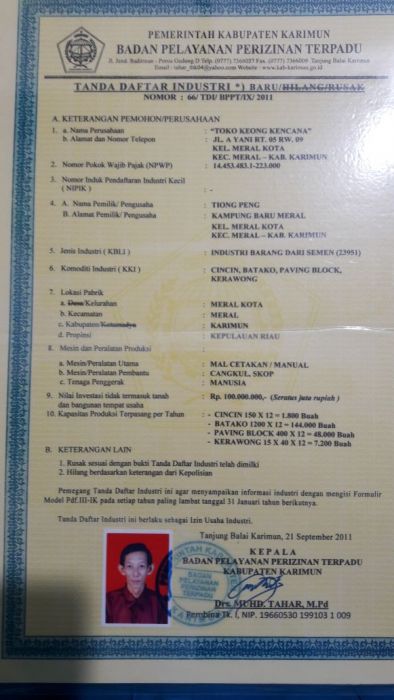 PEMERINTAH KABUPATEN KARIMUN
BADAN PELAYANAN PERIZINAN TERPADU
Jl. Jend. Sudirman - Poros Gedung D Telp. (0777) 7366037 Fax. (0777) 7366009 Tanjung Balai Karimun
Website : www.kab-karimun.go.id
TANDA DAFTAR INDUSTRI *) BARU/HILANG/RUSAK
NOMOR : 66/ TDI/ BPPT/IX/ 2011
A. KETERANGAN PEMOHON/PERUSAHAAN
1. a. Nama Perusahaan : "TOKO KEONG KENCANA"
b. Alamat dan Nomor Telepon : JL. A YANI RT. 05 RW. 09
KEL. MERAL KOTA
KEC. MERAL – KAB. KARIMUN
2. Nomor Pokok Wajib Pajak (NPWP) : 14.453.483.1-223.000
3. Nomor Induk Pendaftaran Industri Kecil
( NIPIK ) : -
4. A. Nama Pemilik/ Pengusaha : TIONG PENG
B. Alamat Pemilik/ Pengusaha : KAMPUNG BARU MERAL
KEL. MERAL KOTA
KEC. MERAL – KAB. KARIMUN
5. Jenis Industri ( KBLI ) : INDUSTRI BARANG DARI SEMEN (23951)
6. Komoditi Industri ( KKI ) : CINCIN, BATAKO, PAVING BLOCK,
KERAWONG
7. Lokasi Pabrik
a. Desa/Kelurahan : MERAL KOTA
b. Kecamatan : MERAL
c. Kabupaten/Kotamadya : KARIMUN
d. Propinsi : KEPULAUAN RIAU
8. Mesin dan Peralatan Produksi :
a. Mesin/Peralatan Utama : MAL CETAKAN / MANUAL
b. Mesin/Peralatan Pembantu : CANGKUL, SKOP
c. Tenaga Penggerak : MANUSIA
9. Nilai Investasi tidak termasuk tanah : Rp. 100.000.000,- (Seratus juta rupiah )
dan bangunan tempat usaha
10. Kapasitas Produksi Terpasang per Tahun : - CINCIN 150 X 12 = 1.800 Buah
- BATAKO 1200 X 12 = 144.000 Buah
- PAVING BLOCK 400 X 12 = 48.000 Buah
- KERAWONG 15 X 40 X 12 = 7,200 Buah
B. KETERANGAN LAIN
1. Rusak sesuai dengan bukti Tanda Daftar Industri telah dimilki
2. Hilang berdasarkan keterangan dari Kepolisian
Pemegang Tanda Daftar Industri ini agar menyampaikan informasi industri dengan mengisi Formulir
Model Pdf.III-IK pada setiap tahun paling lambat tanggal 31 Januari tahun berikutnya.
Tanda Daftar Industri ini berlaku sebagai Izin Usaha Industri.
Tanjung Balai Karimun, 21 September 2011
KEPALA
BADAN PELAYANAN PERIZINAN TERPADU
KABUPATEN KARIMUN
BADAN
PELAYANAN
PERIZINAN
TERPADU
Drs. MUHD. TAHAR, M.Pd
Pembina Tk. I, NIP. 19660530 199103 1 009